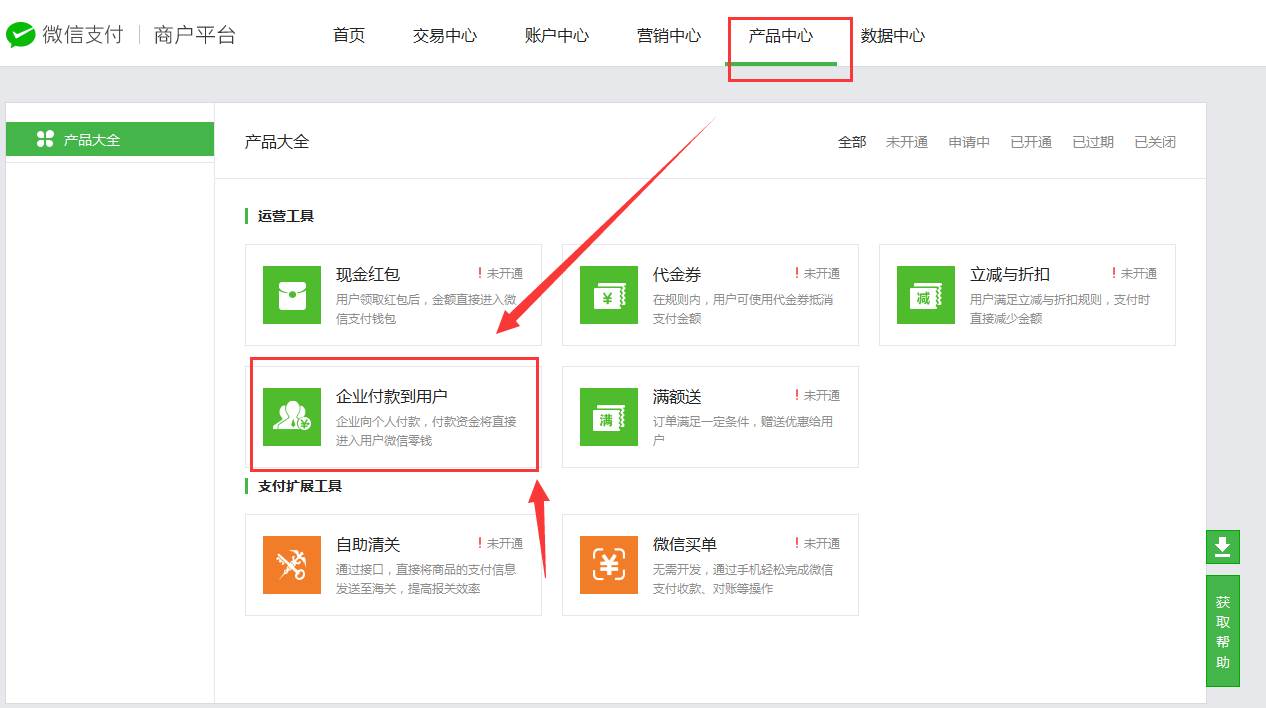 微信支付 商户平台 首页 交易中心 账户中心 营销中心 产品中心 数据中心
产品大全
产品大全 全部 未开通 申请中 已开通 已过期 已关闭
运营工具
现金红包 ! 未开通
用户领取红包后，金额直接进入微
信支付钱包
代金券 ! 未开通
在规则内，用户可使用代金券抵消
支付金额
立减与折扣 ! 未开通
用户满足立减与折扣规则，支付时
直接减少金额
企业付款到用户
企业向个人付款，付款资金将直接
进入用户微信零钱
满额送 ! 未开通
订单满足一定条件，赠送优惠给用
户
支付扩展工具
自助清关 ! 未开通
通过接口，直接将商品的支付信息
发送至海关，提高报关效率
微信买单 ! 未开通
无需开发，通过手机轻松完成微信
支付收款、对账等操作
¥
减
¥
满
¥
获
取
帮
助